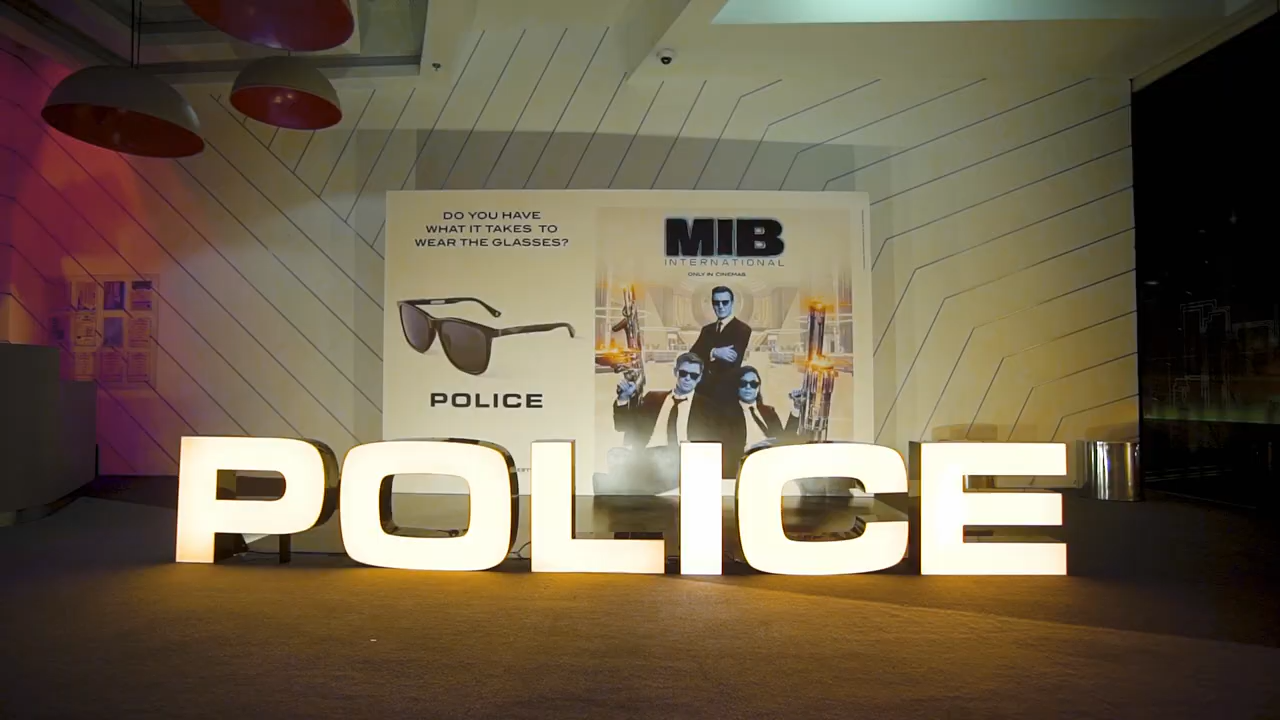 DO YOU HAVE
WHAT IT TAKES TO
WEAR THE GLASSES?
POLICE
MIB
INTERNATIONAL
ONLY IN CINEMAS
POLICE